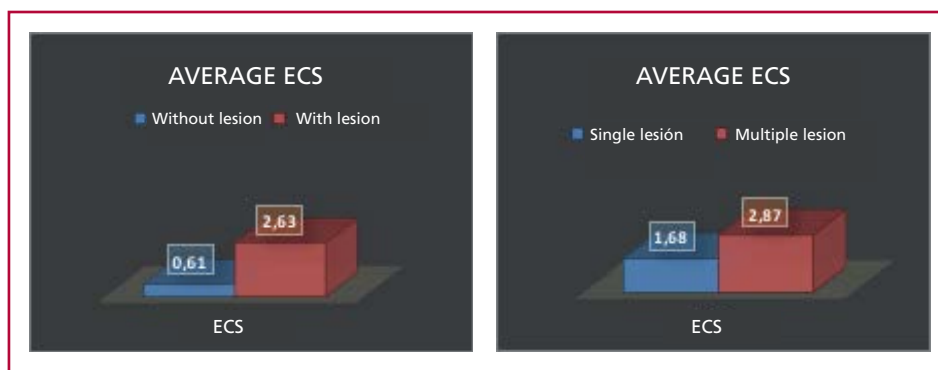 AVERAGE ECS
Without lesion With lesion
0,61
2,63
ECS
AVERAGE ECS
Single lesión Multiple lesion
1,68
2,87
ECS